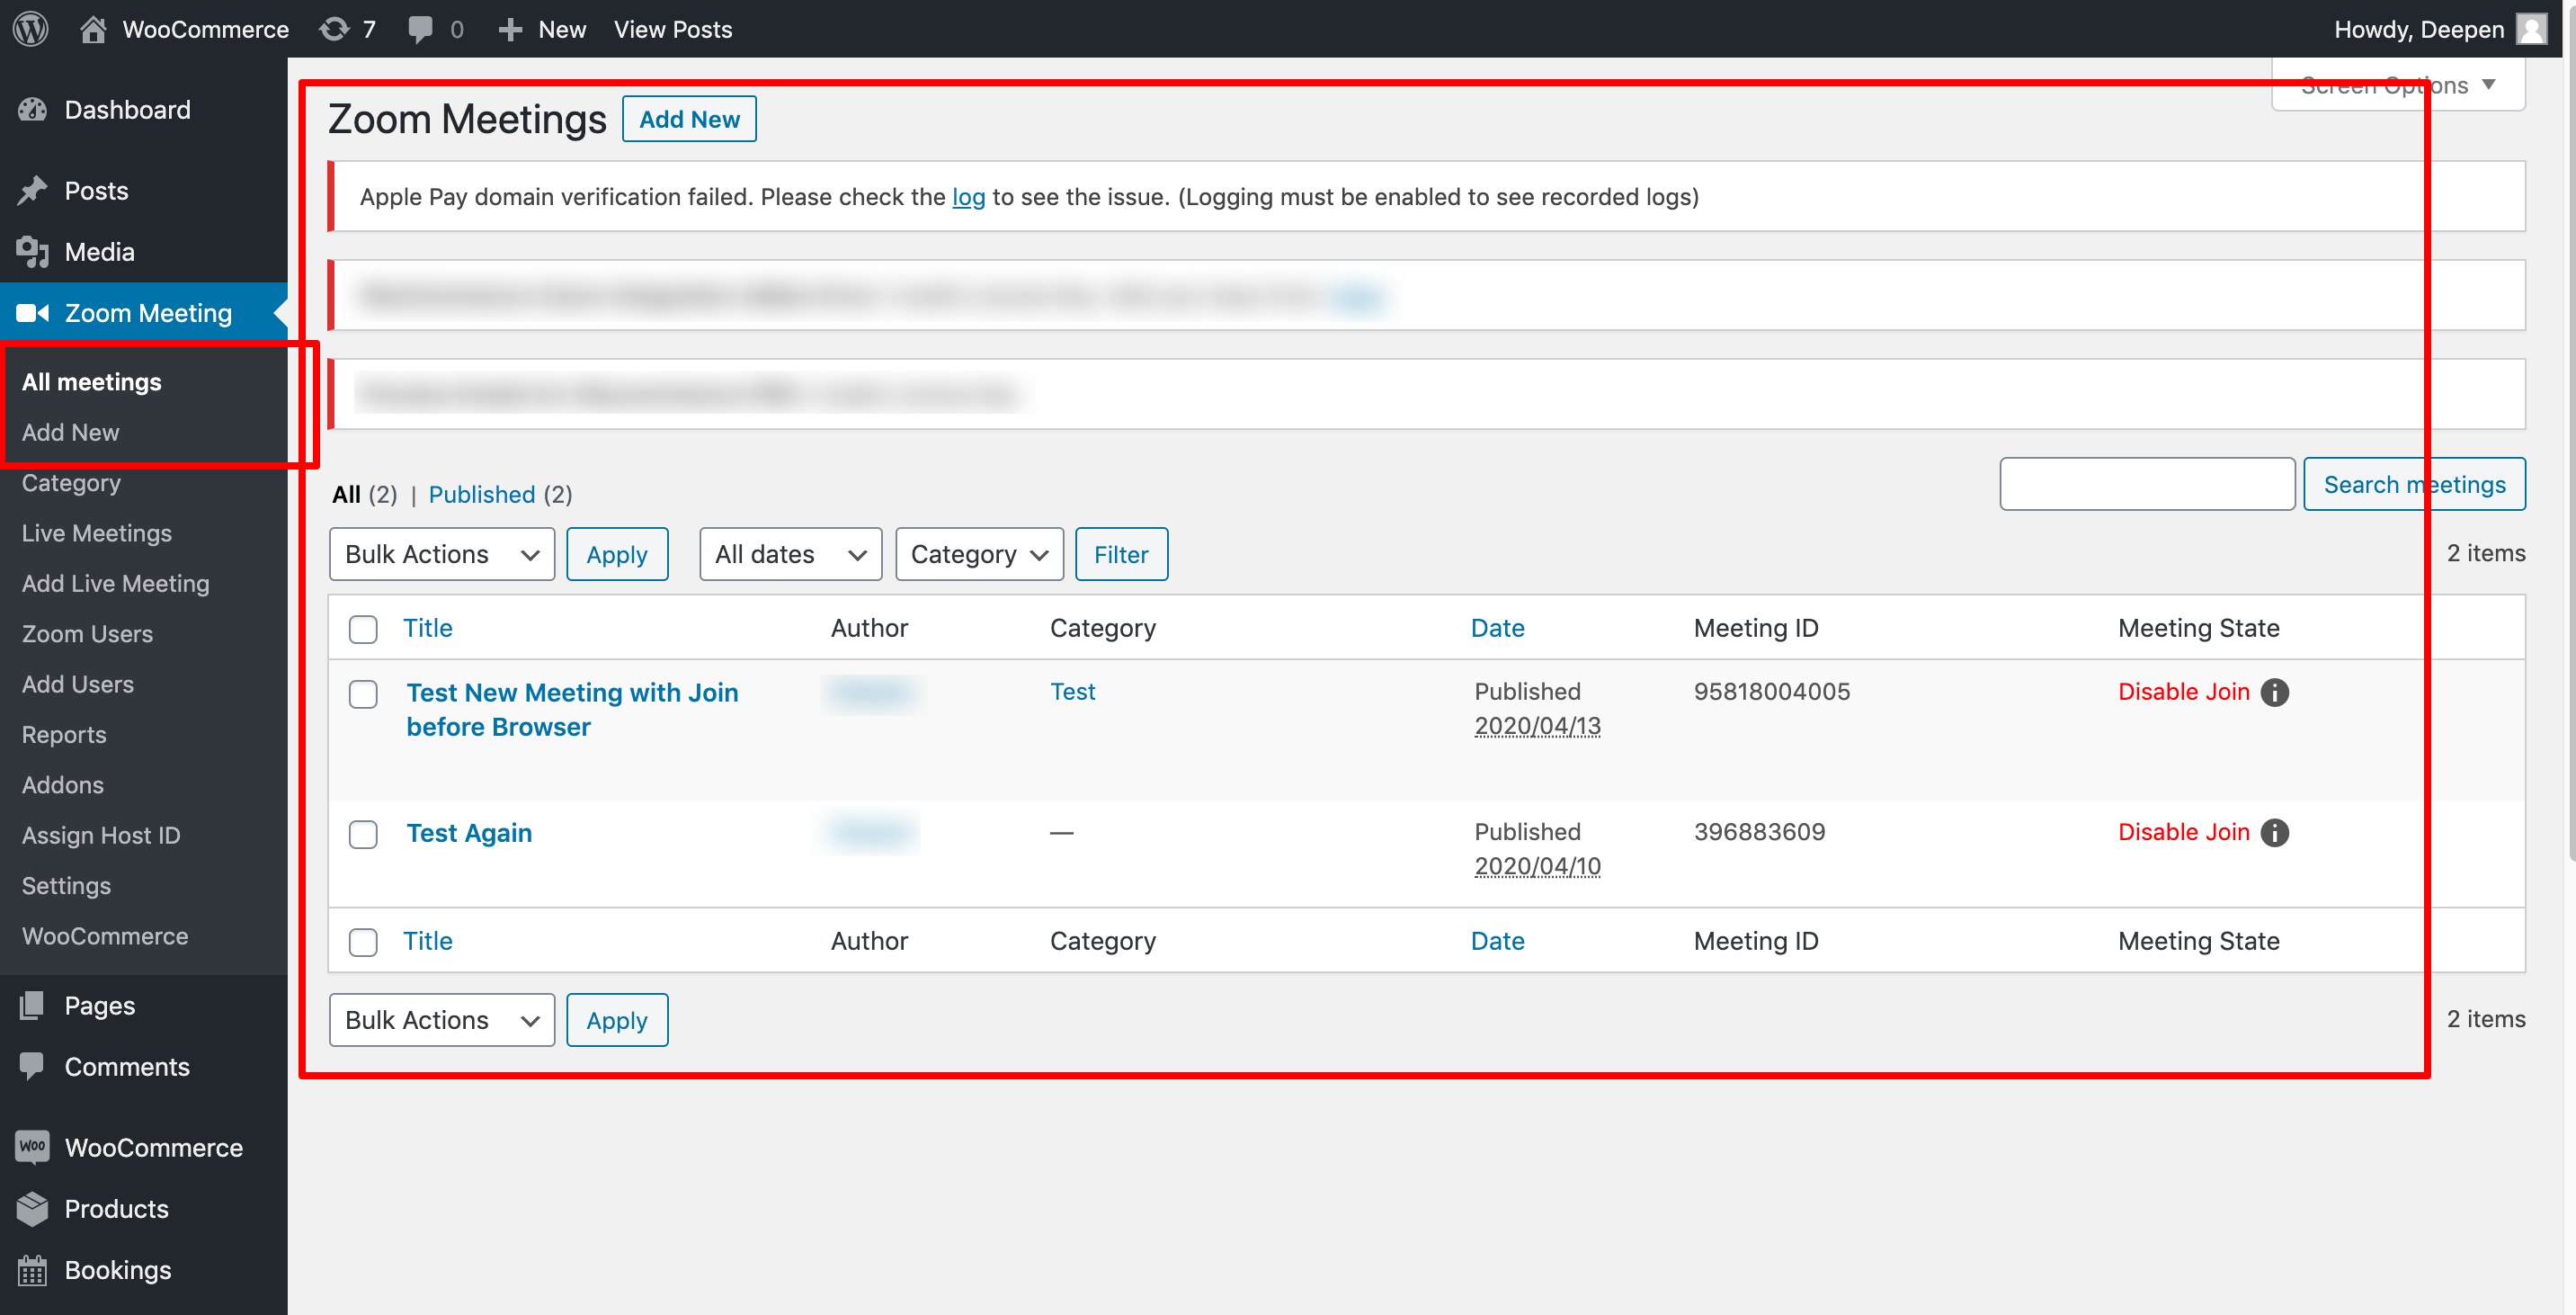 WooCommerce 7 0 New View Posts Howdy, Deepen
Screen Options
Dashboard
Posts
Media
Zoom Meeting
All meetings
Add New
Category
Live Meetings
Add Live Meeting
Zoom Users
Add Users
Reports
Addons
Assign Host ID
Settings
WooCommerce
Pages
Comments
Woo WooCommerce
Products
Bookings
Zoom Meetings Add New
Apple Pay domain verification failed. Please check the log to see the issue. (Logging must be enabled to see recorded logs)
All (2) | Published (2)
Search meetings
Bulk Actions Apply All dates Category Filter 2 items
Title Author Category Date Meeting ID Meeting State
Test New Meeting with Join Test Published 95818004005 Disable Join
before Browser 2020/04/13
Test Again — Published 396883609 Disable Join
2020/04/10
Title Author Category Date Meeting ID Meeting State
Bulk Actions Apply 2 items